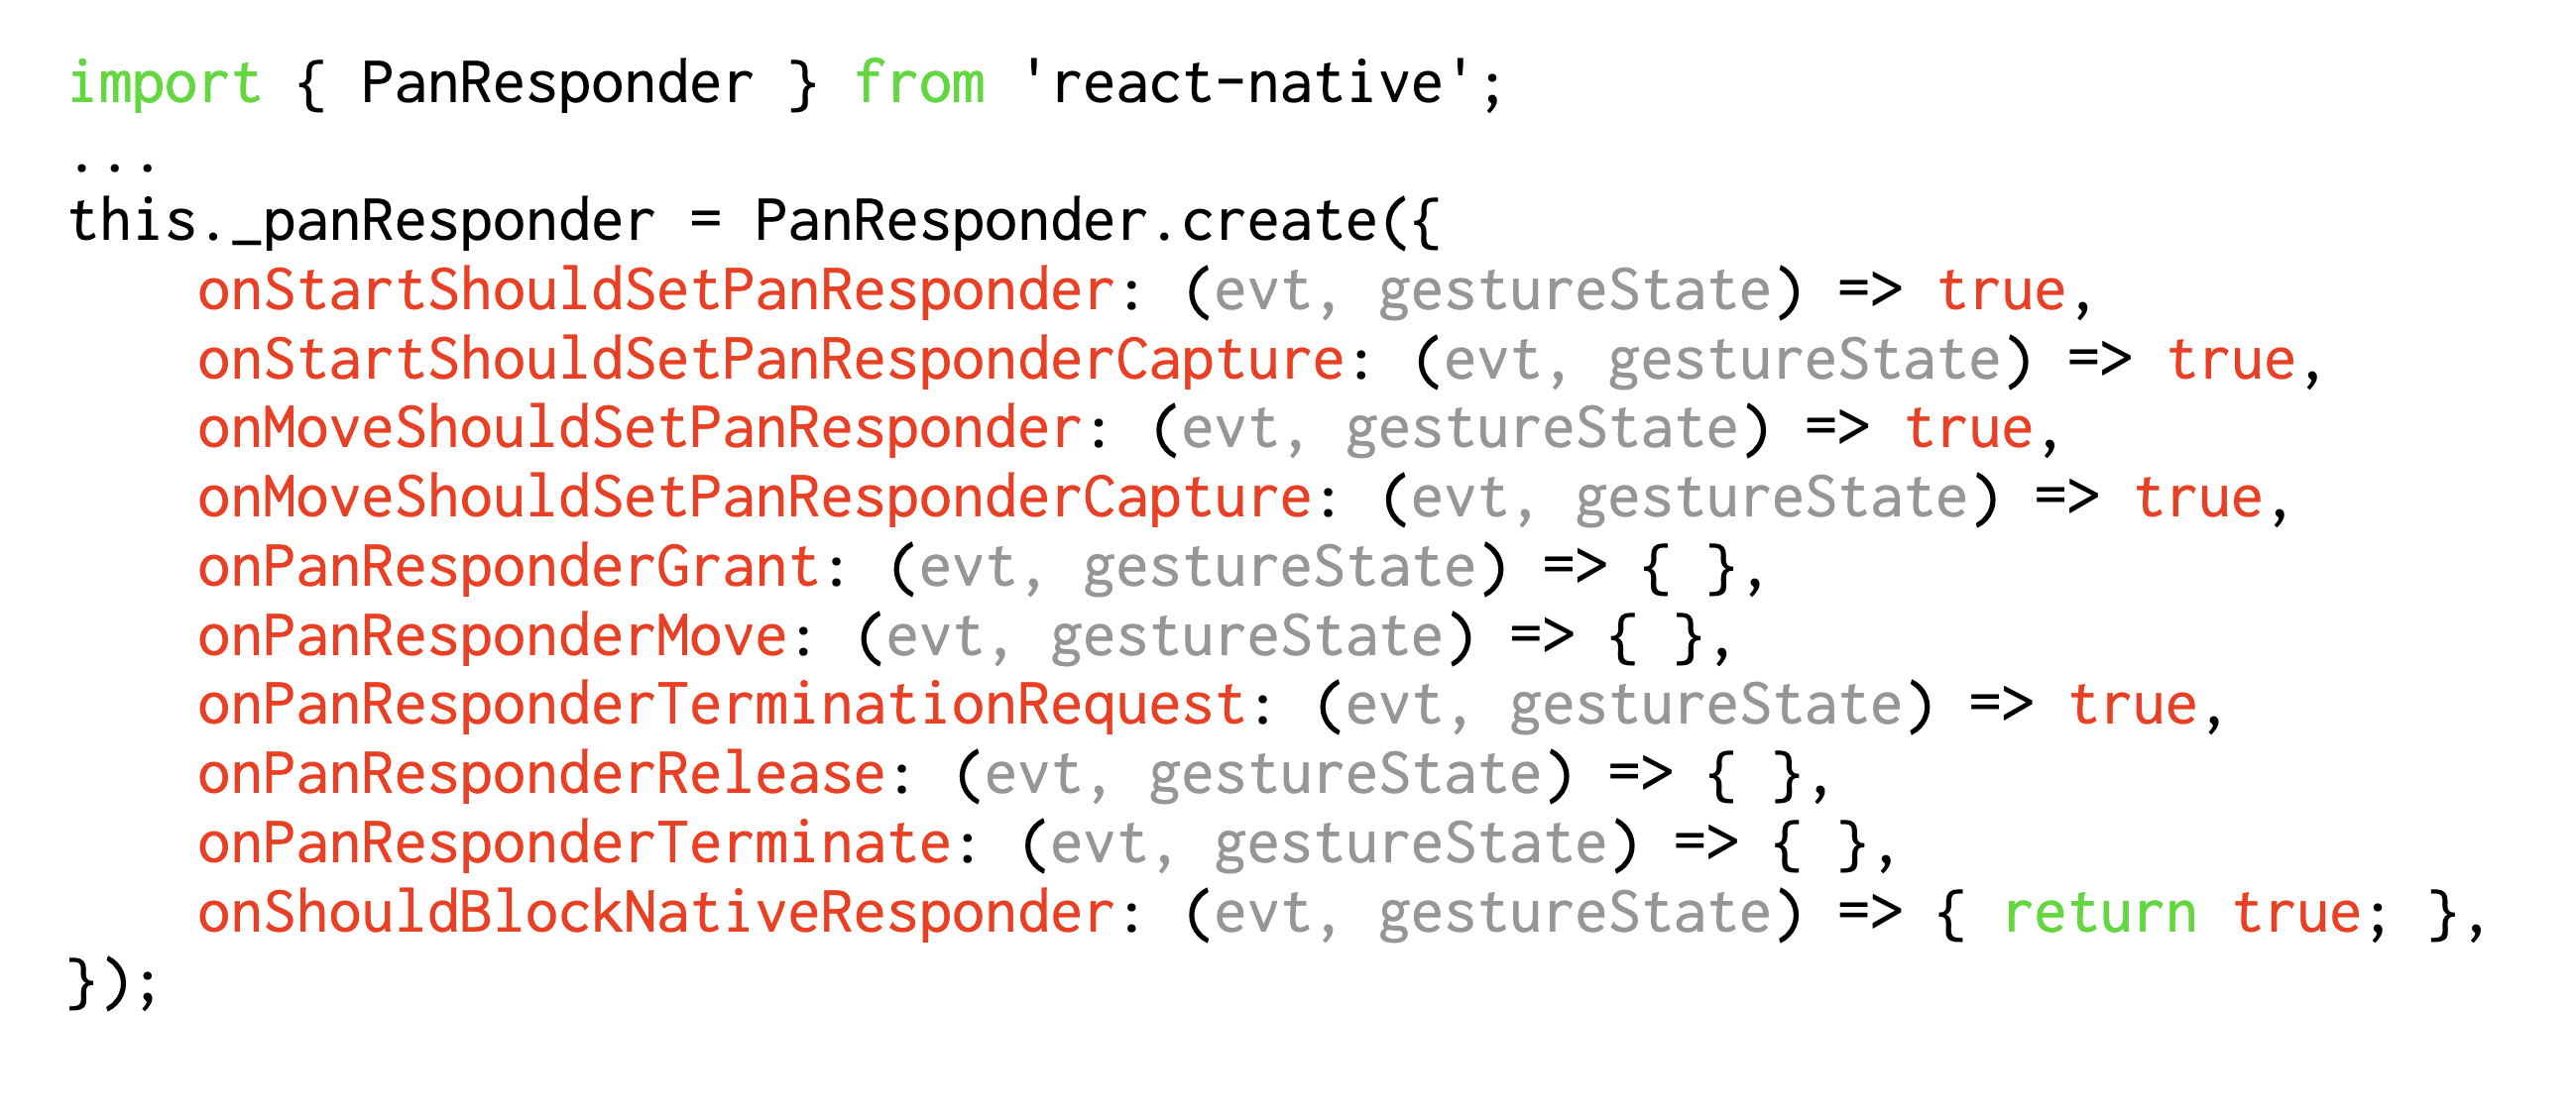 import { PanResponder } from 'react-native';
...
this._panResponder = PanResponder.create({
    onStartShouldSetPanResponder: (evt, gestureState) => true,
    onStartShouldSetPanResponderCapture: (evt, gestureState) => true,
    onMoveShouldSetPanResponder: (evt, gestureState) => true,
    onMoveShouldSetPanResponderCapture: (evt, gestureState) => true,
    onPanResponderGrant: (evt, gestureState) => { },
    onPanResponderMove: (evt, gestureState) => { },
    onPanResponderTerminationRequest: (evt, gestureState) => true,
    onPanResponderRelease: (evt, gestureState) => { },
    onPanResponderTerminate: (evt, gestureState) => { },
    onShouldBlockNativeResponder: (evt, gestureState) => { return true; },
});